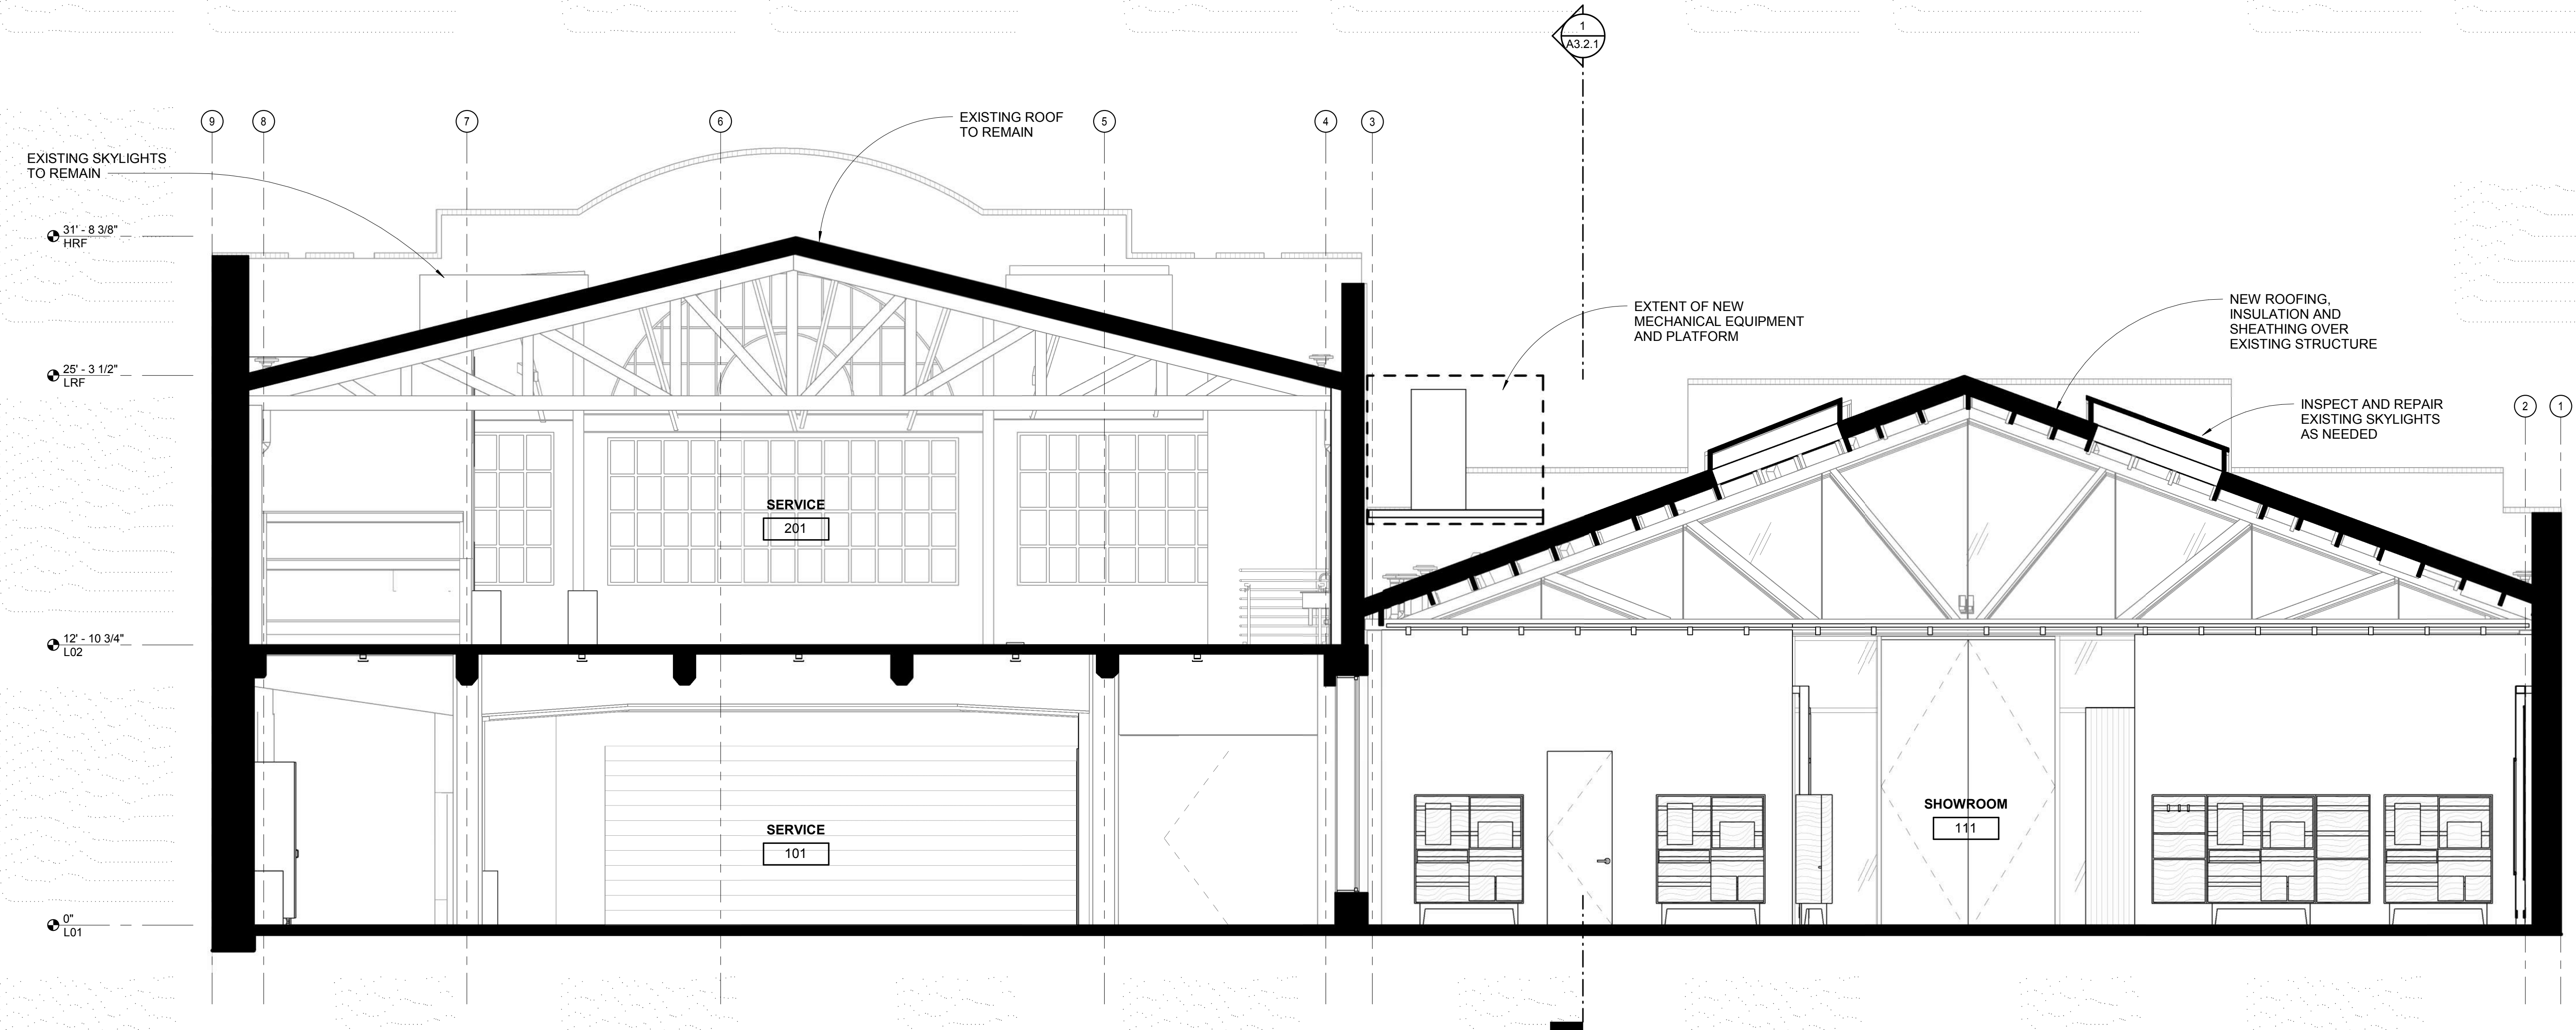 1
A3.2.1
9
8
7
6
5
4
3
EXISTING ROOF
TO REMAIN
EXISTING SKYLIGHTS
TO REMAIN
31' - 8 3/8"
HRF
25' - 3 1/2"
LRF
EXTENT OF NEW
MECHANICAL EQUIPMENT
AND PLATFORM
NEW ROOFING,
INSULATION AND
SHEATHING OVER
EXISTING STRUCTURE
INSPECT AND REPAIR
EXISTING SKYLIGHTS
AS NEEDED
2
1
SERVICE
201
12' - 10 3/4"
L02
SERVICE
101
SHOWROOM
111
0"
L01